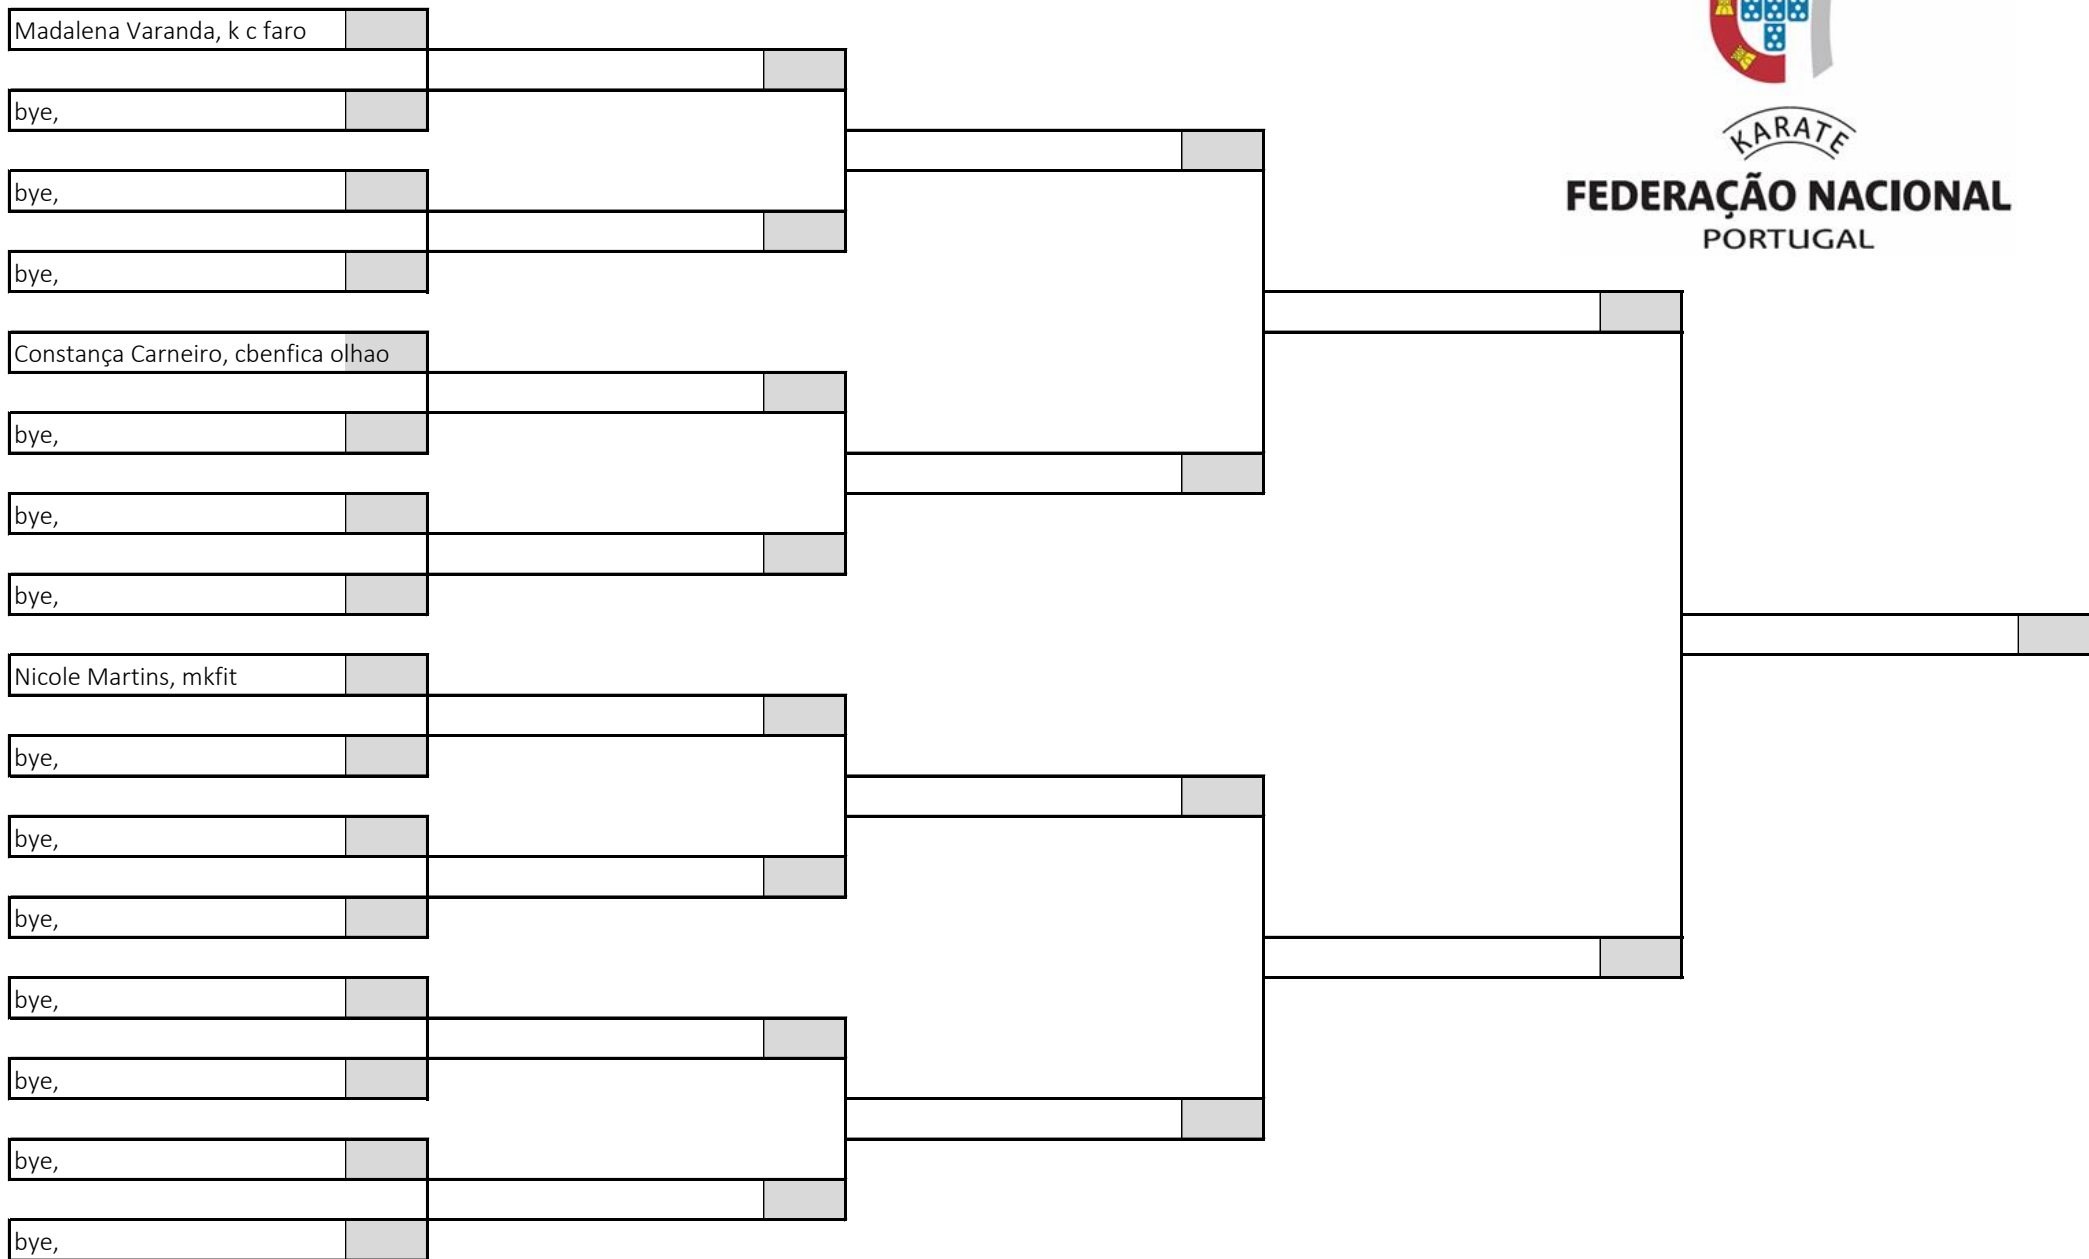 Madalena Varanda, k c faro
bye,
bye,
bye,
Constança Carneiro, cbenfica olhao
bye,
bye,
bye,
Nicole Martins, mkfit
bye,
bye,
bye,
bye,
bye,
bye,
bye,
KARATE
FEDERAÇÃO NACIONAL
PORTUGAL